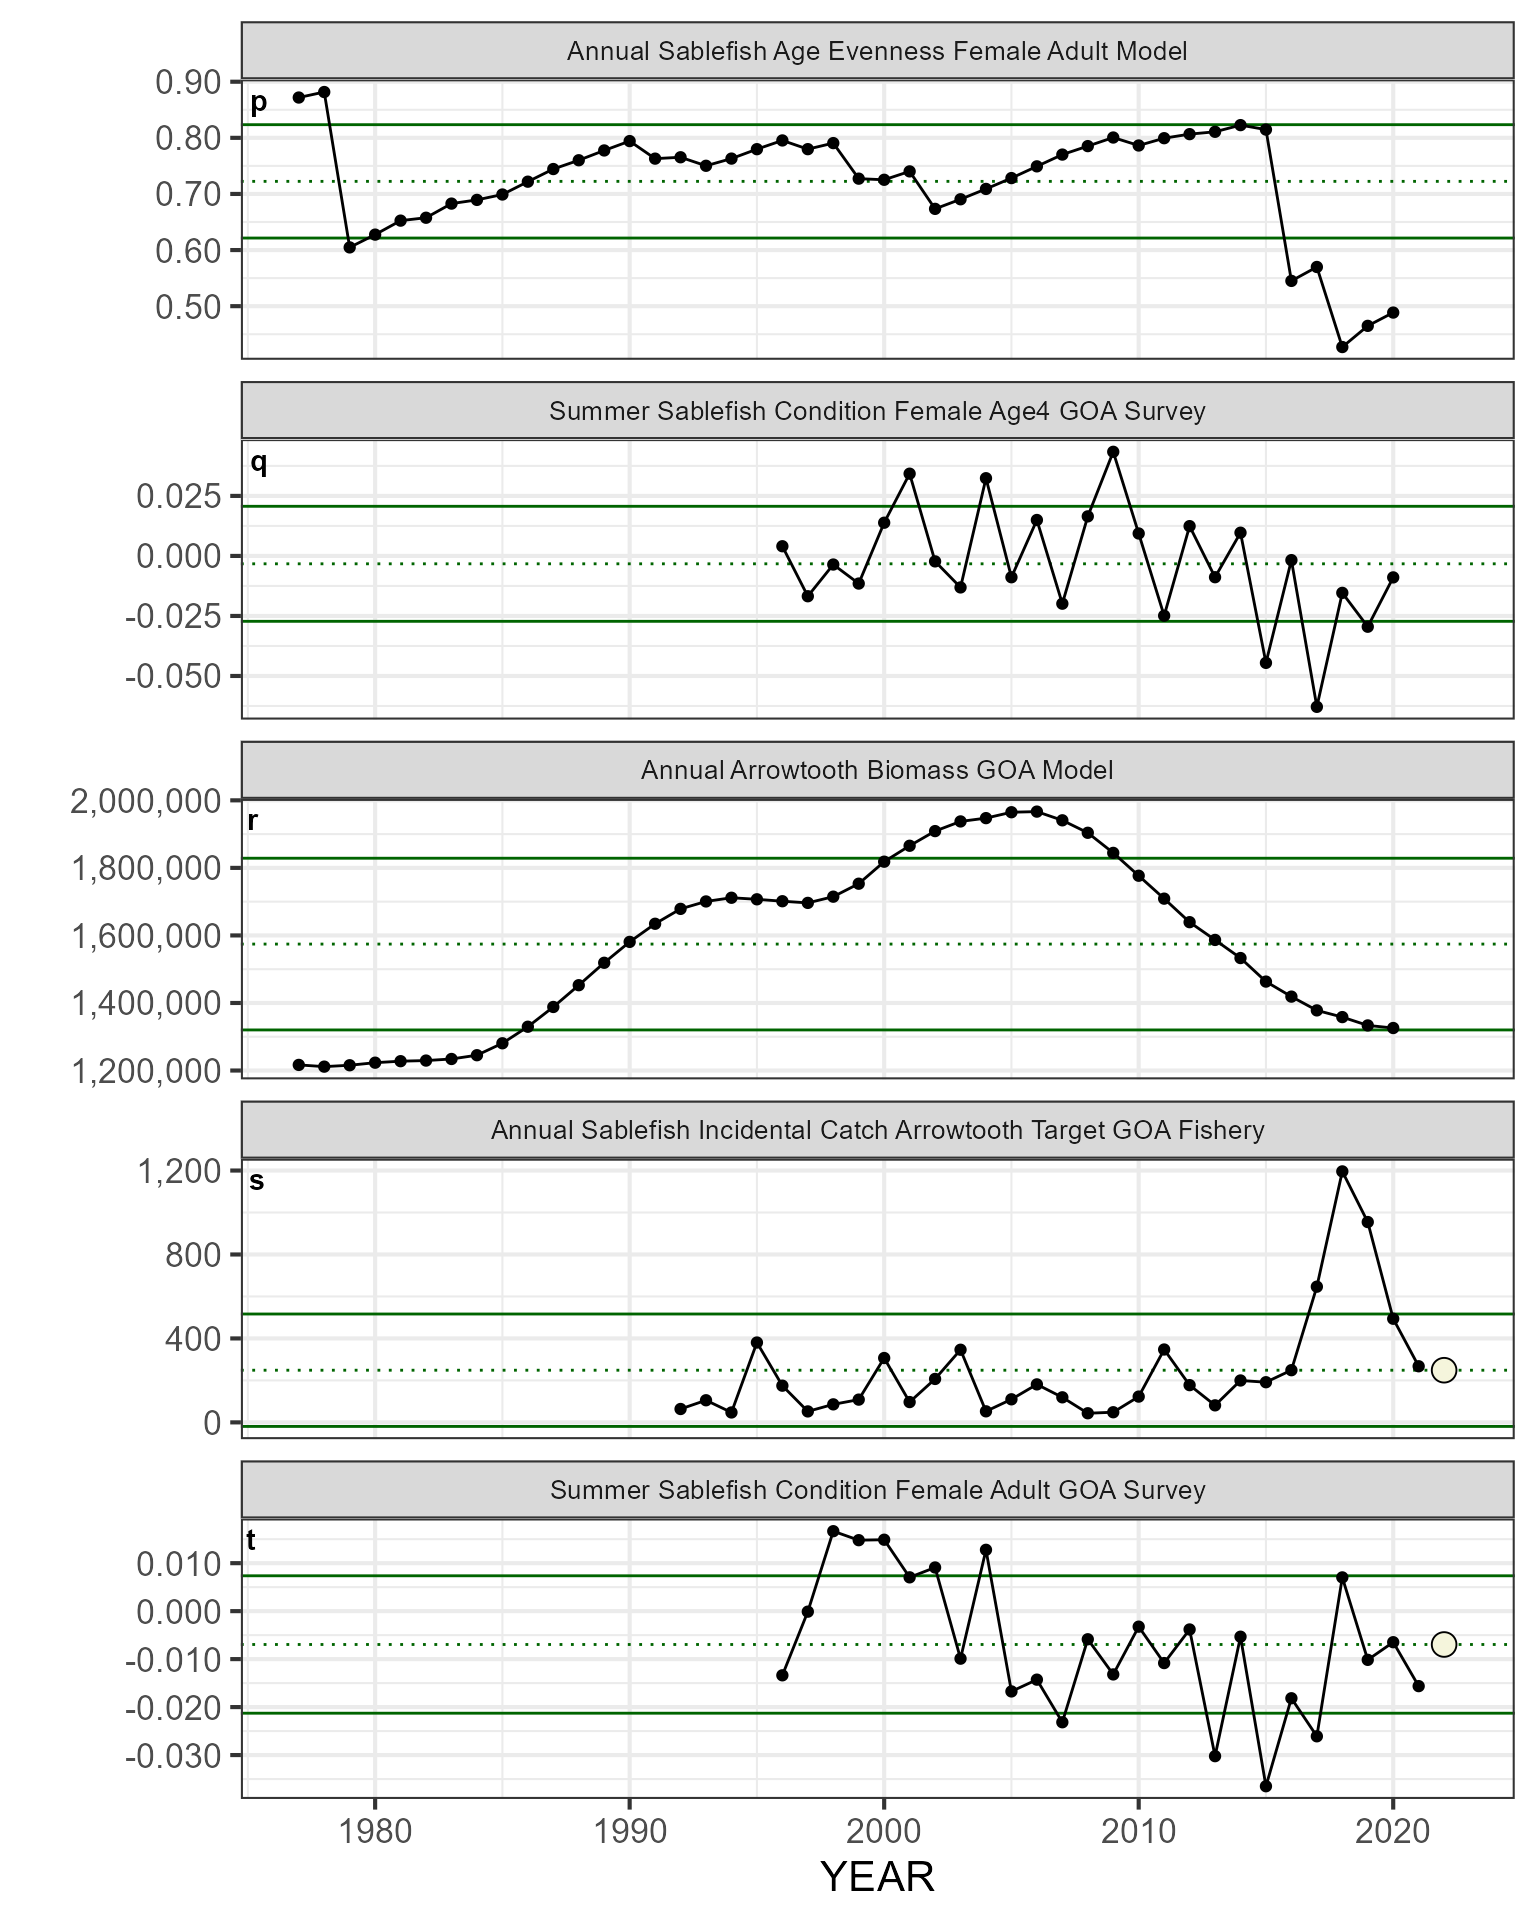 Annual Sablefish Age Evenness Female Adult Model
p
0.90
0.80
0.70
0.60
0.50
Summer Sablefish Condition Female Age4 GOA Survey
q
0.025
0.000
-0.025
-0.050
Annual Arrowtooth Biomass GOA Model
r
2,000,000
1,800,000
1,600,000
1,400,000
1,200,000
Annual Sablefish Incidental Catch Arrowtooth Target GOA Fishery
s
1,200
800
400
0
Summer Sablefish Condition Female Adult GOA Survey
t
0.010
0.000
-0.010
-0.020
-0.030
1980 1990 2000 2010 2020
YEAR